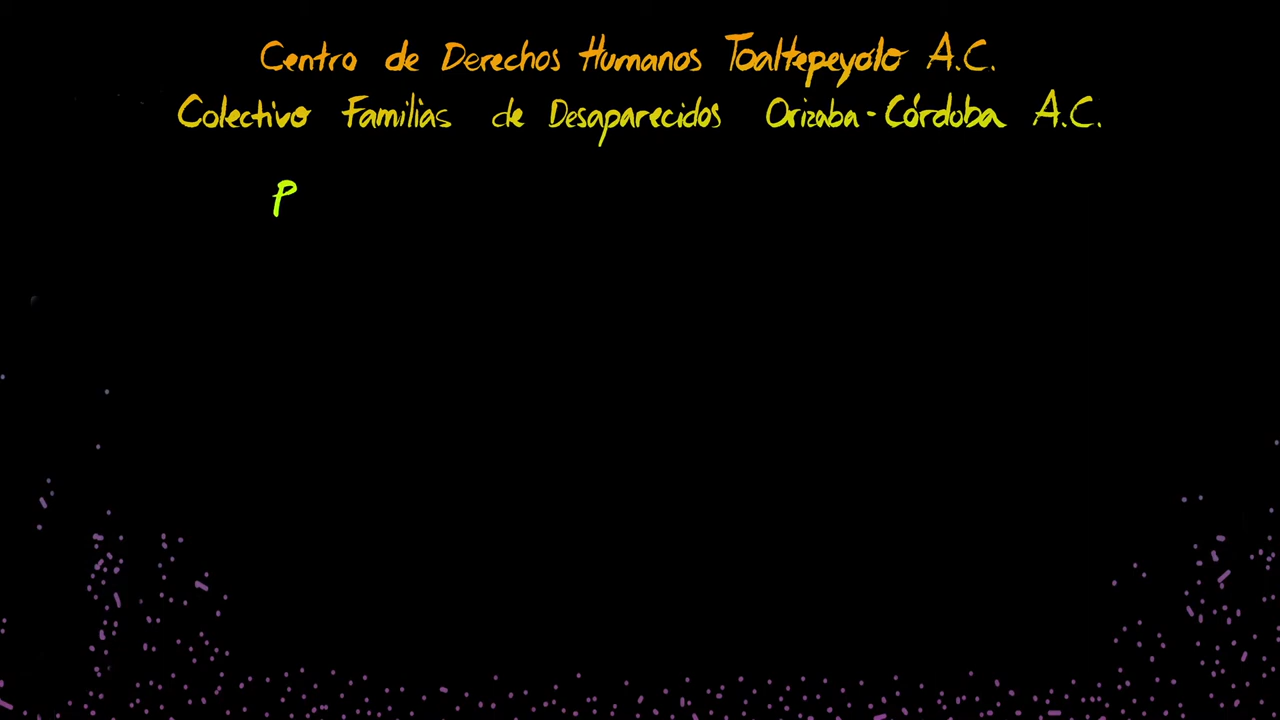 Centro de Derechos Humanos Toaltepeyolo A.C.
Colectivo Familias de Desaparecidos Orizaba-Córdoba A.C.
P